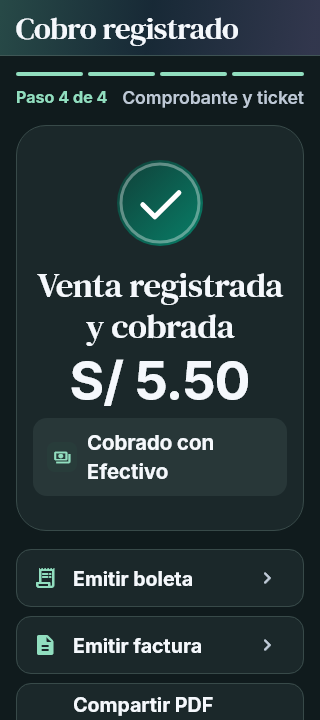 Cobro registrado
Paso 4 de 4 Comprobante y ticket
Venta registrada
y cobrada
S/ 5.50
Cobrado con
Efectivo
Emitir boleta
Emitir factura
Compartir PDF